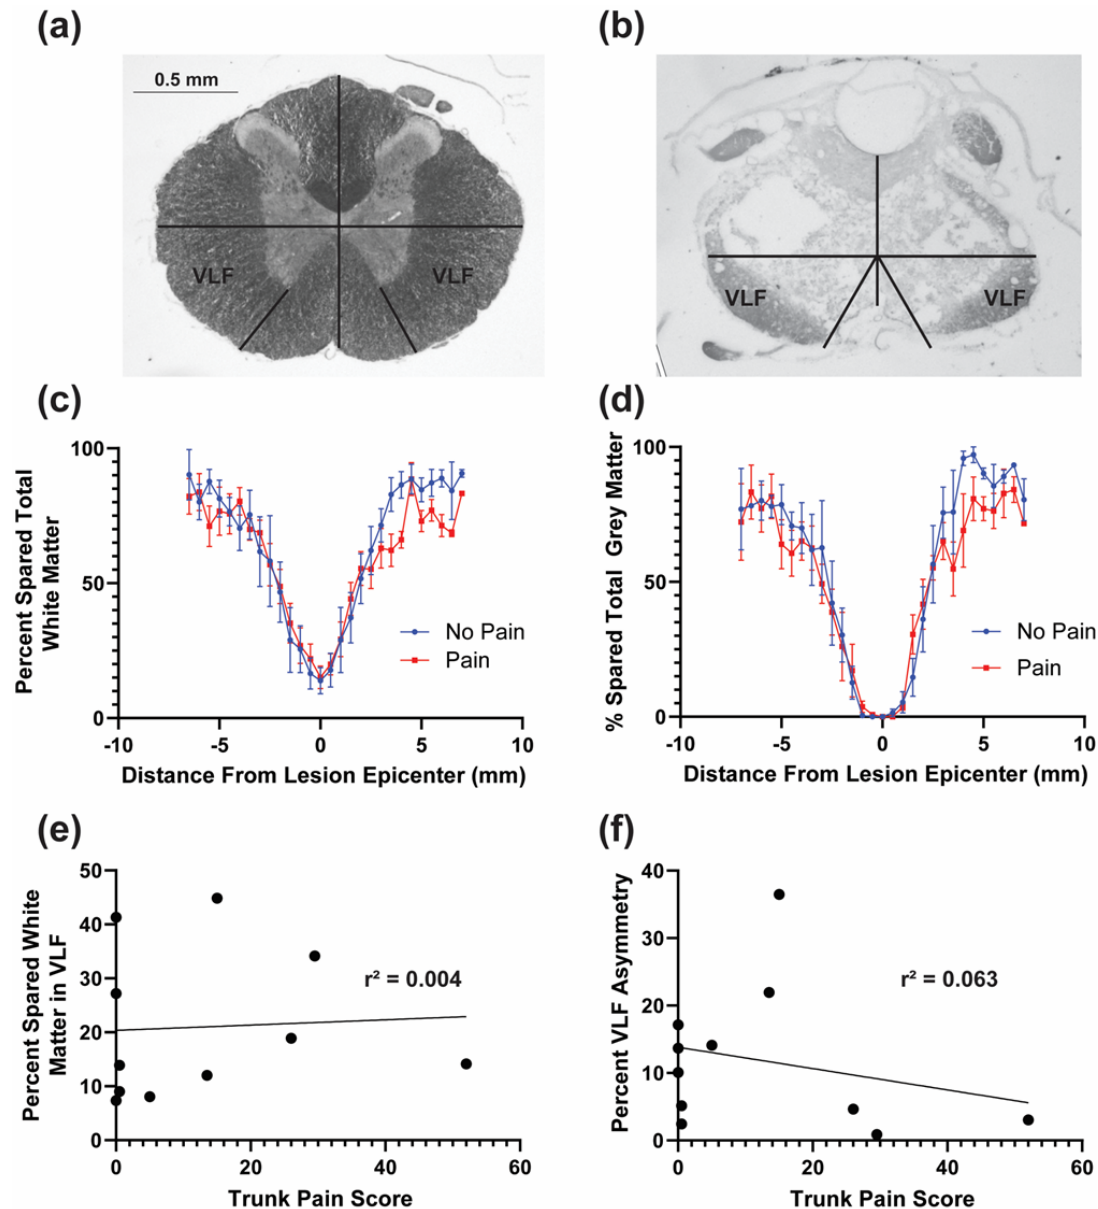 (a)
(b)
0.5 mm
VLF
VLF
VLF
VLF
(c)
(d)
Percent Spared Total
White Matter
100
50
0
-10
-5
0
5
10
No Pain
Pain
Distance From Lesion Epicenter (mm)
% Spared Total Grey Matter
100
50
0
-10
-5
0
5
10
No Pain
Pain
Distance From Lesion Epicenter (mm)
(e)
(f)
Percent Spared White
Matter in VLF
50
40
30
20
10
0
0
20
40
60
r² = 0.004
Trunk Pain Score
Percent VLF Asymmetry
40
30
20
10
0
0
20
40
60
r² = 0.063
Trunk Pain Score